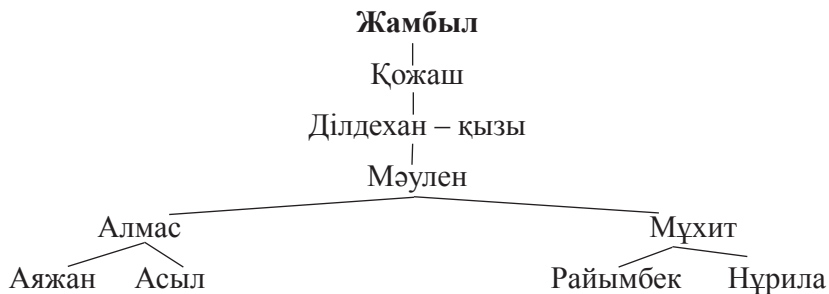 Жамбыл
Қожаш
Ділдехан – қызы
Мәулен
Алмас Мұхит
Аяжан Асыл Райымбек Нұрила